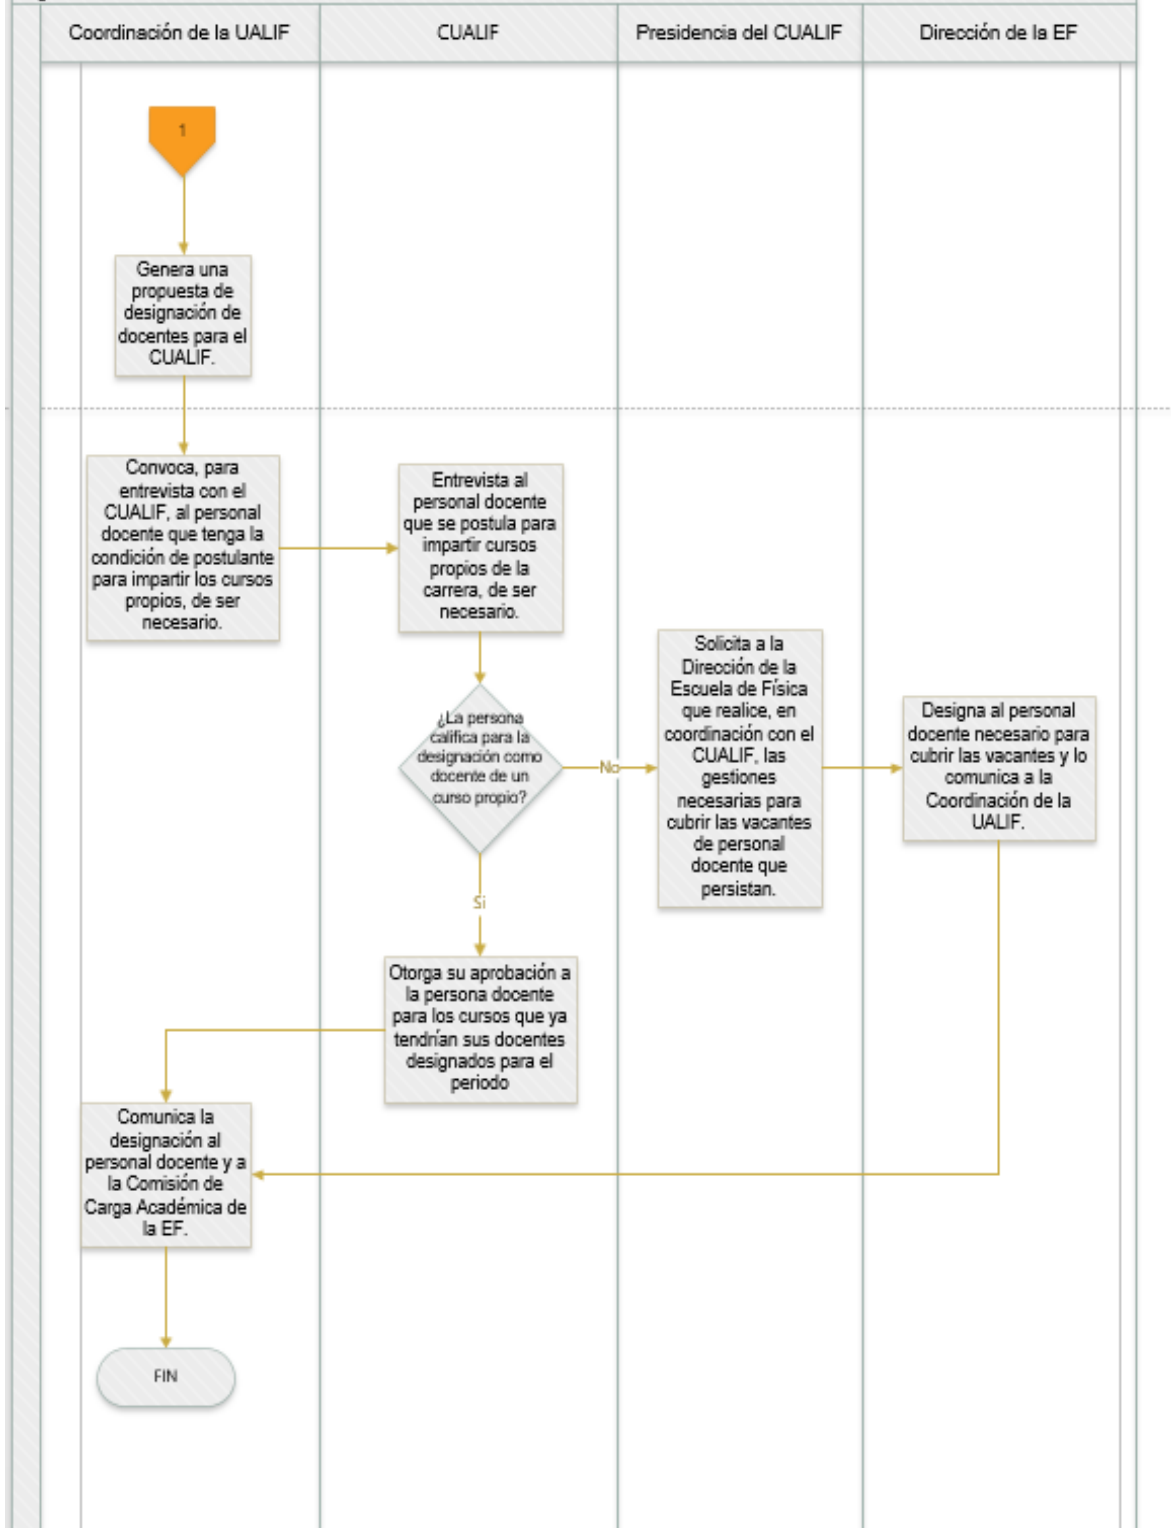 Coordinación de la UALIF
CUALIF
Presidencia del CUALIF
Dirección de la EF
1
Genera una
propuesta de
designación de
docentes para el
CUALIF.
Convoca, para
entrevista con el
CUALIF, al personal
docente que tenga la
condición de postulante
para impartir los cursos
propios, de ser
necesario.
Entrevista al
personal docente
que se postula para
impartir cursos
propios de la
carrera, de ser
necesario.
¿La persona
califica para la
designación como
docente de un
curso propio?
No
Solicita a la
Dirección de la
Escuela de Física
que realice, en
coordinación con el
CUALIF, las
gestiones
necesarias para
cubrir las vacantes
de personal
docente que
persistan.
Designa al personal
docente necesario para
cubrir las vacantes y lo
comunica a la
Coordinación de la
UALIF.
Si
Otorga su aprobación a
la persona docente
para los cursos que ya
tendrían sus docentes
designados para el
periodo
Comunica la
designación al
personal docente y a
la Comisión de
Carga Académica de
la EF.
FIN